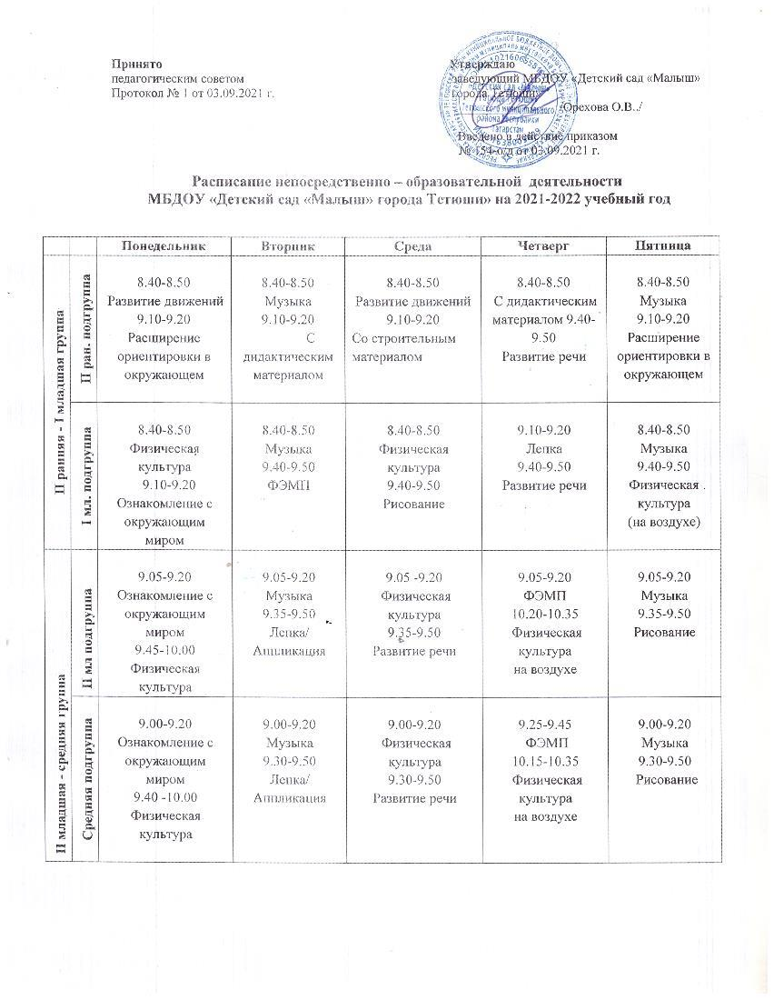 Принято
педагогическим советом
Протокол № 1 от 03.09.2021 г.
Утверждаю
заведующий МБДОУ «Детский сад «Малыш»
города Тетюши»
/Орехова О.В../
Введено в действие приказом
№ 154-о/д от 03.09.2021 г.
Расписание непосредственно – образовательной деятельности
МБДОУ «Детский сад «Малыш» города Тетюши» на 2021-2022 учебный год
Понедельник Вторник Среда Четверг Пятница
II ранняя - I младшая группа
II ран. подгруппа
8.40-8.50
Развитие движений
9.10-9.20
Расширение
ориентировки в
окружающем
8.40-8.50
Музыка
9.10-9.20
С
дидактическим
материалом
8.40-8.50
Развитие движений
9.10-9.20
Со строительным
материалом
8.40-8.50
С дидактическим
материалом 9.40-
9.50
Развитие речи
8.40-8.50
Музыка
9.10-9.20
Расширение
ориентировки в
окружающем
I мл. подгруппа
8.40-8.50
Физическая
культура
9.10-9.20
Ознакомление с
окружающим
миром
8.40-8.50
Музыка
9.40-9.50
ФЭМП
8.40-8.50
Физическая
культура
9.40-9.50
Рисование
9.10-9.20
Лепка
9.40-9.50
Развитие речи
8.40-8.50
Музыка
9.40-9.50
Физическая
культура
(на воздухе)
II младшая - средняя группа
II мл подгруппа
9.05-9.20
Ознакомление с
окружающим
миром
9.45-10.00
Физическая
культура
9.05-9.20
Музыка
9.35-9.50
Лепка/
Аппликация
9.05 -9.20
Физическая
культура
9.35-9.50
Развитие речи
9.05-9.20
ФЭМП
10.20-10.35
Физическая
культура
на воздухе
9.05-9.20
Музыка
9.35-9.50
Рисование
Средняя подгруппа
9.00-9.20
Ознакомление с
окружающим
миром
9.40 -10.00
Физическая
культура
9.00-9.20
Музыка
9.30-9.50
Лепка/
Аппликация
9.00-9.20
Физическая
культура
9.30-9.50
Развитие речи
9.25-9.45
ФЭМП
10.15-10.35
Физическая
культура
на воздухе
9.00-9.20
Музыка
9.30-9.50
Рисование